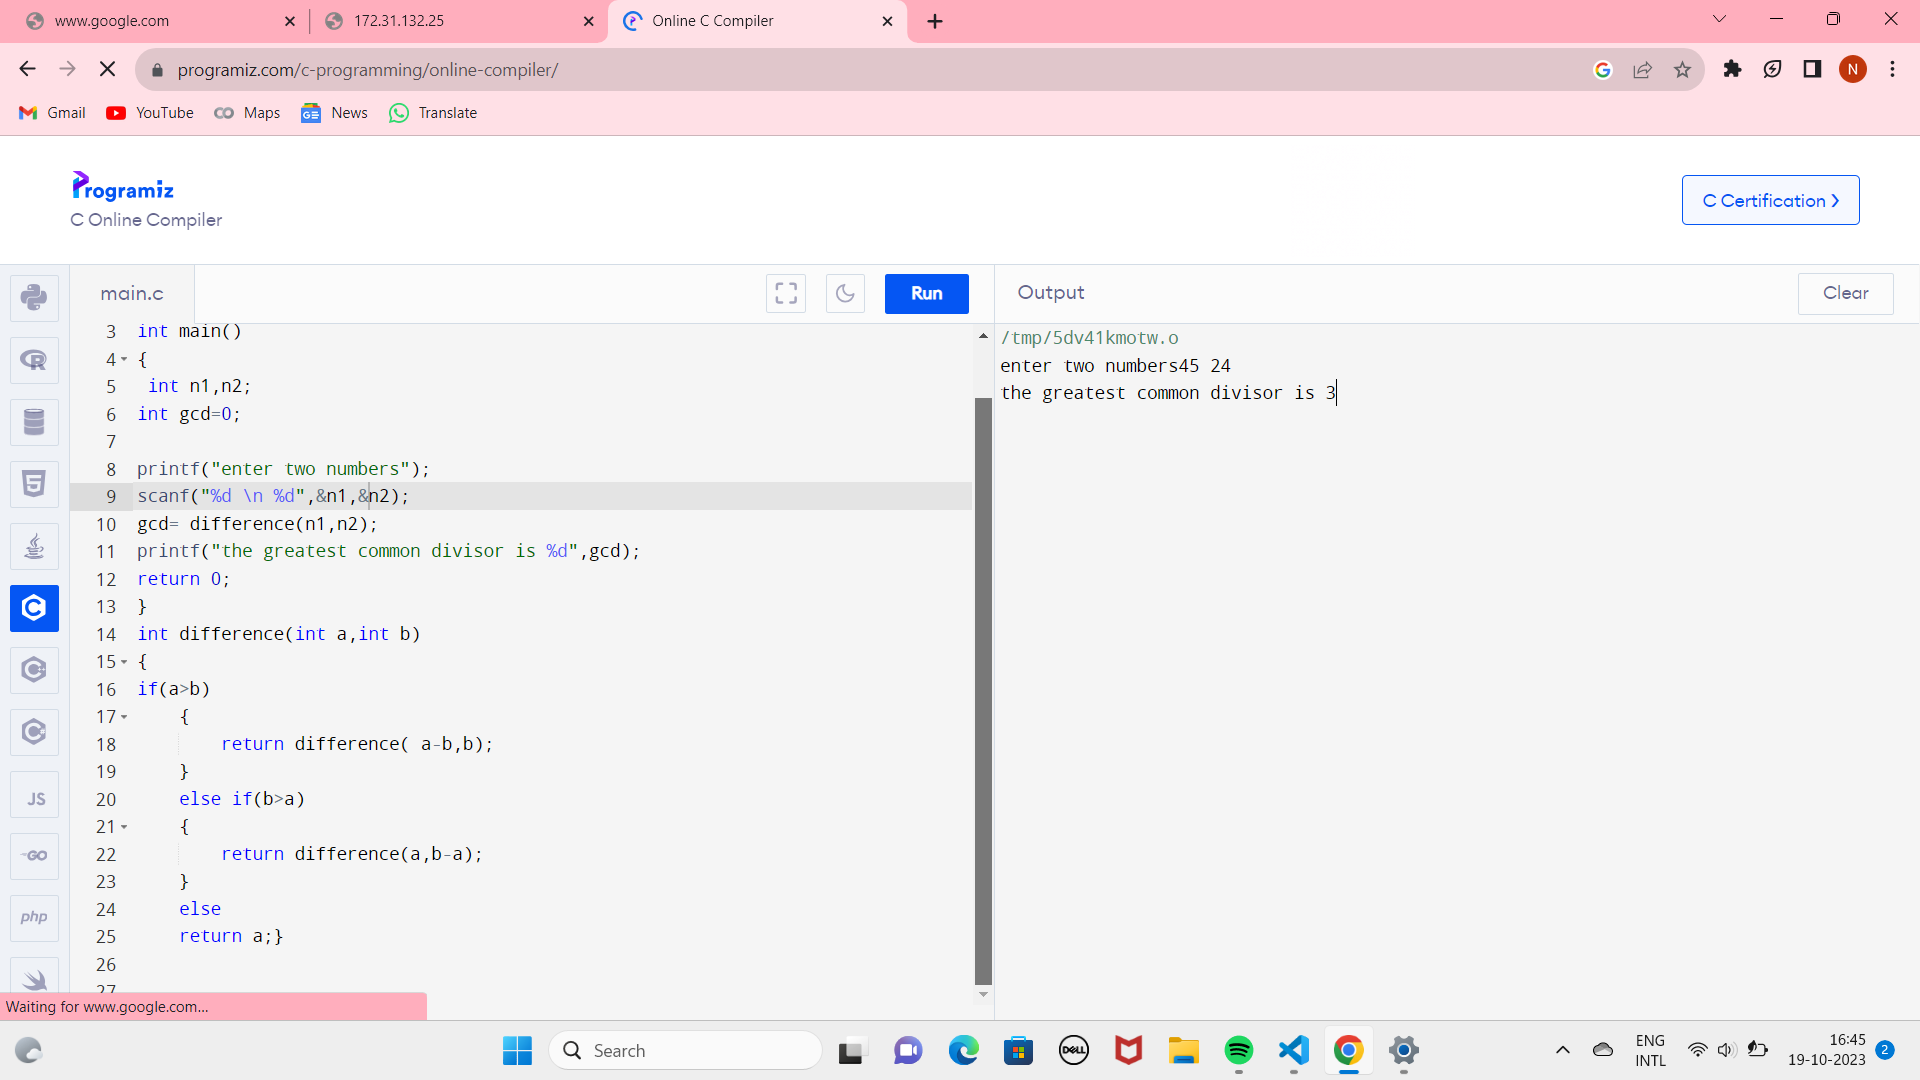 www.google.com
172.31.132.25
Online C Compiler
programiz.com/c-programming/online-compiler/
N
Gmail
YouTube
Maps
News
Translate
Programiz
C Online Compiler
C Certification
main.c
Run
Output
Clear
3 int main()
4 {
5 int n1,n2;
6 int gcd=0;
7
8 printf("enter two numbers");
9 scanf("%d \n %d",&n1,&n2);
10 gcd= difference(n1,n2);
11 printf("the greatest common divisor is %d",gcd);
12 return 0;
13 }
14 int difference(int a,int b)
15 {
16 if(a>b)
17 {
18 return difference( a-b,b);
19 }
20 else if(b>a)
21 {
22 return difference(a,b-a);
23 }
24 else
25 return a;}
26
27
/tmp/5dv41kmotw.o
enter two numbers45 24
the greatest common divisor is 3
JS
GO
php
Waiting for www.google.com...
Search
DELL
ENG
INTL
16:45
19-10-2023
2